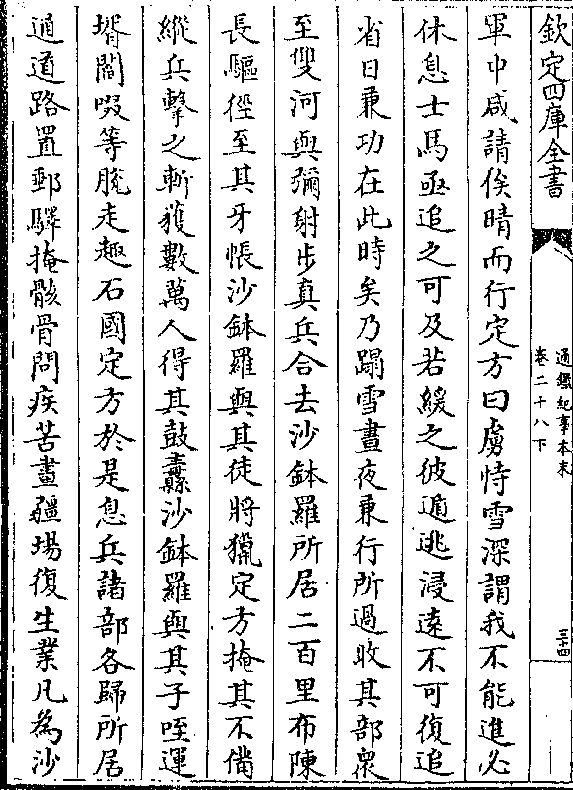 欽定四庫全書
通鑑紀事本末
卷二十八下
三四
軍中咸請俟晴而行定方曰虜恃雪深謂我不能進必
休息士馬亟追之可及若緩之彼遁逃浸遠不可復追
省日兼功在此時矣乃蹋雪晝夜兼行所過收其部衆
至雙河與彌射步真兵合去沙鉢羅所居二百里布陳
長驅徑至其牙帳沙鉢羅與其徒將獵定方掩其不備
縱兵擊之斬獲數萬人得其鼓纛沙鉢羅與其子咥運
壻閻啜等脫走趣石國定方於是息兵諸部各歸所居
通道路置郵驛掩骸骨問疾苦畫疆場復生業凡為沙